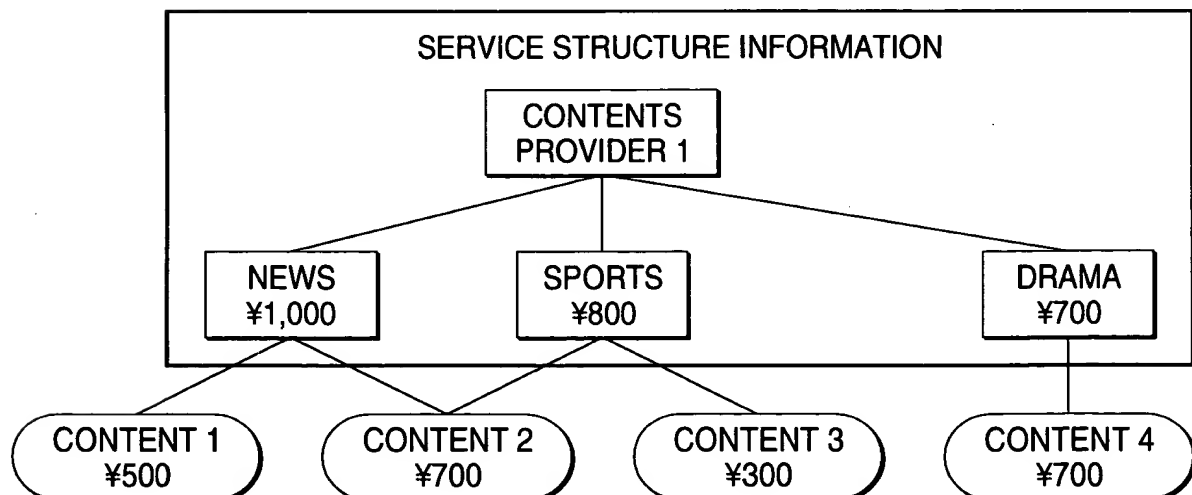 SERVICE STRUCTURE INFORMATION
CONTENTS
PROVIDER 1
NEWS
¥1,000
SPORTS
¥800
DRAMA
¥700
CONTENT 1
¥500
CONTENT 2
¥700
CONTENT 3
¥300
CONTENT 4
¥700